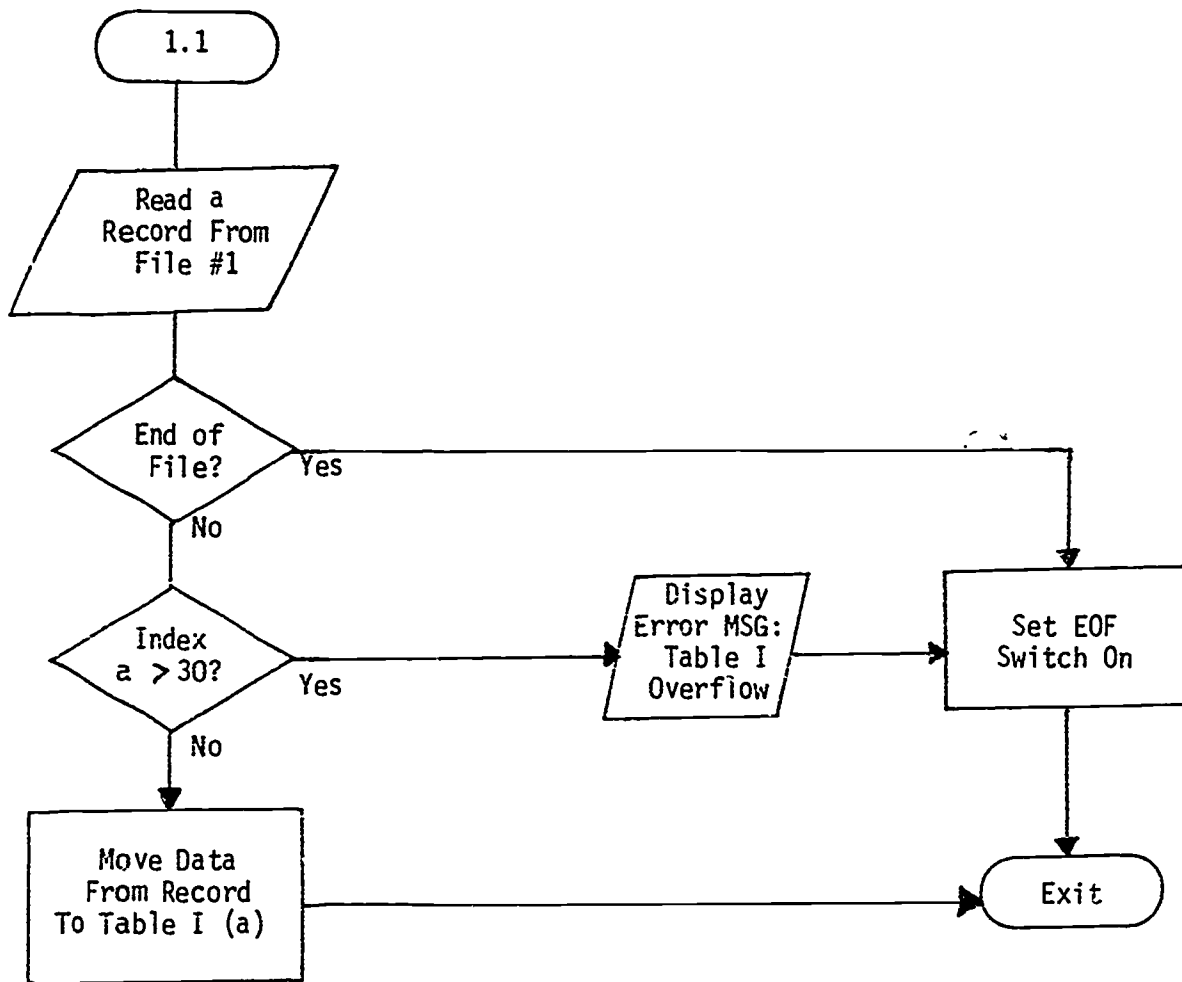 1.1
Read a
Record From
File #1
End of
File?
Yes
No
Index
a >30?
Yes
No
Display
Error MSG:
Table I
Overflow
Set EOF
Switch On
Move Data
From Record
To Table I (a)
Exit